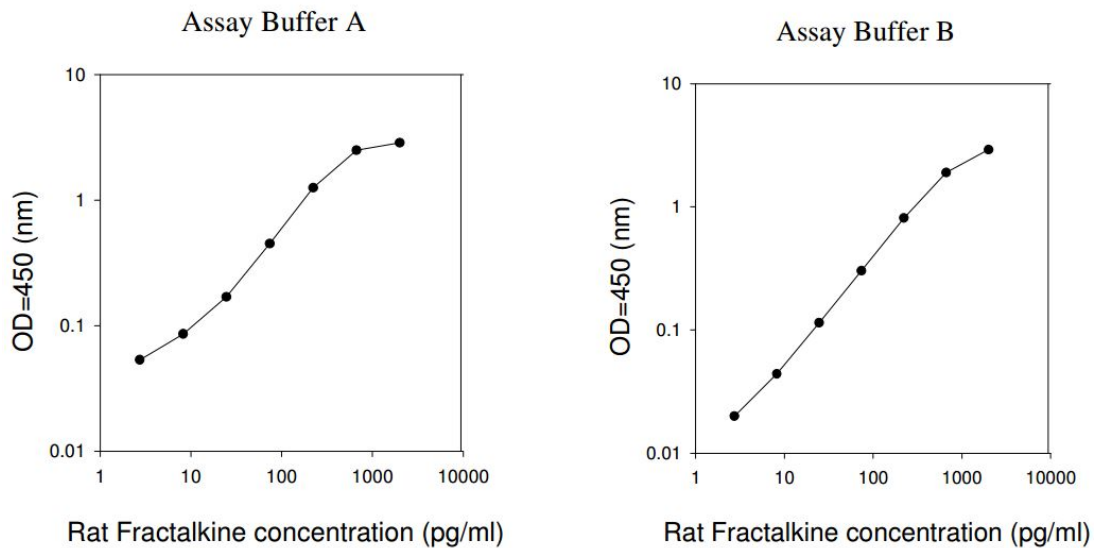 Assay Buffer A
10
1
0.1
0.01
OD=450 (nm)
1 10 100 1000 10000
Rat Fractalkine concentration (pg/ml)
Assay Buffer B
10
1
0.1
0.01
OD=450 (nm)
1 10 100 1000 10000
Rat Fractalkine concentration (pg/ml)